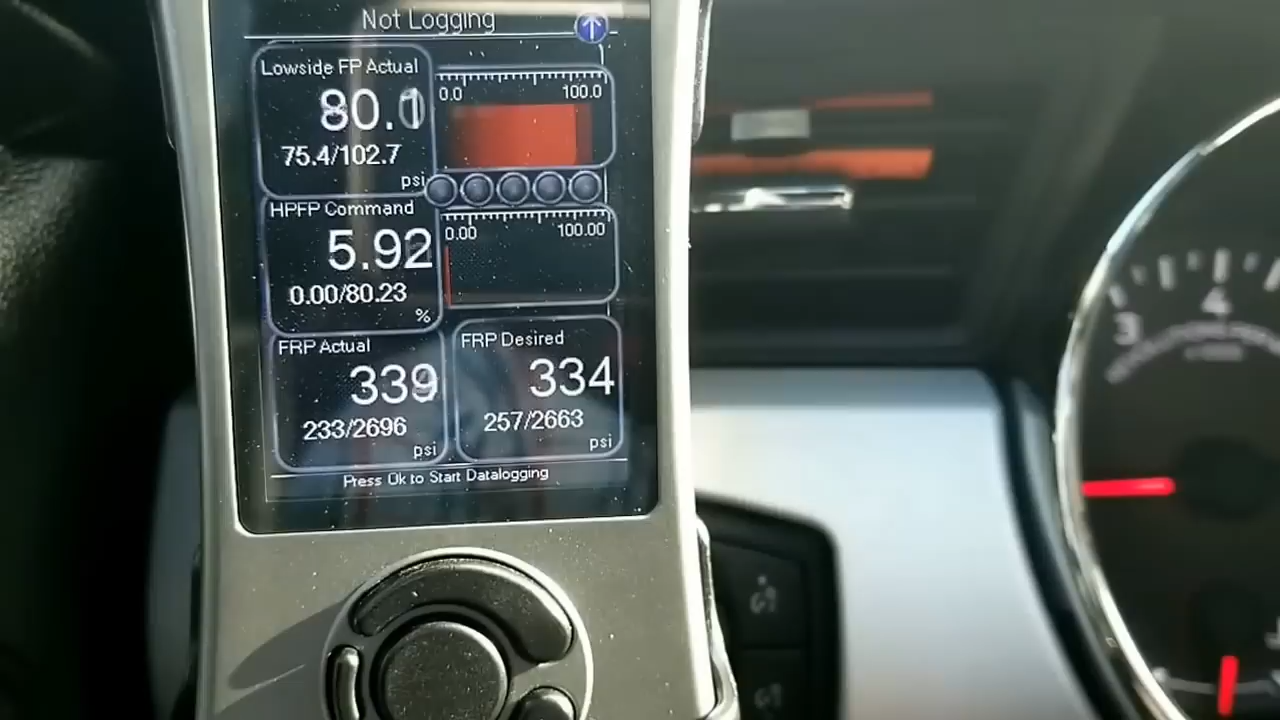 Not Logging
Lowside FP Actual
80.1
75.4/102.7
psi
0.0 100.0
HPFP Command
5.92
0.00/80.23
%
0.00 100.00
FRP Actual
339
233/2696
psi
FRP Desired
334
257/2663
psi
Press Ok to Start Datalogging
3
4